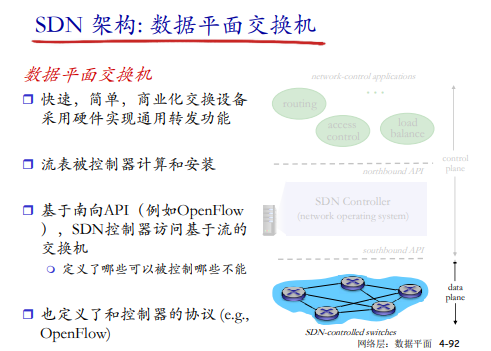 SDN 架构: 数据平面交换机
数据平面交换机
快速，简单，商业化交换设备
采用硬件实现通用转发功能
流表被控制器计算和安装
基于南向API（例如OpenFlow
），SDN控制器访问基于流的
交换机
定义了哪些可以被控制哪些不能
也定义了和控制器的协议 (e.g.,
OpenFlow)
network-control applications
...
routing
access
control
load
balance
control
plane
northbound API
SDN Controller
(network operating system)
southbound API
data
plane
SDN-controlled switches
网络层：数据平面 4-92